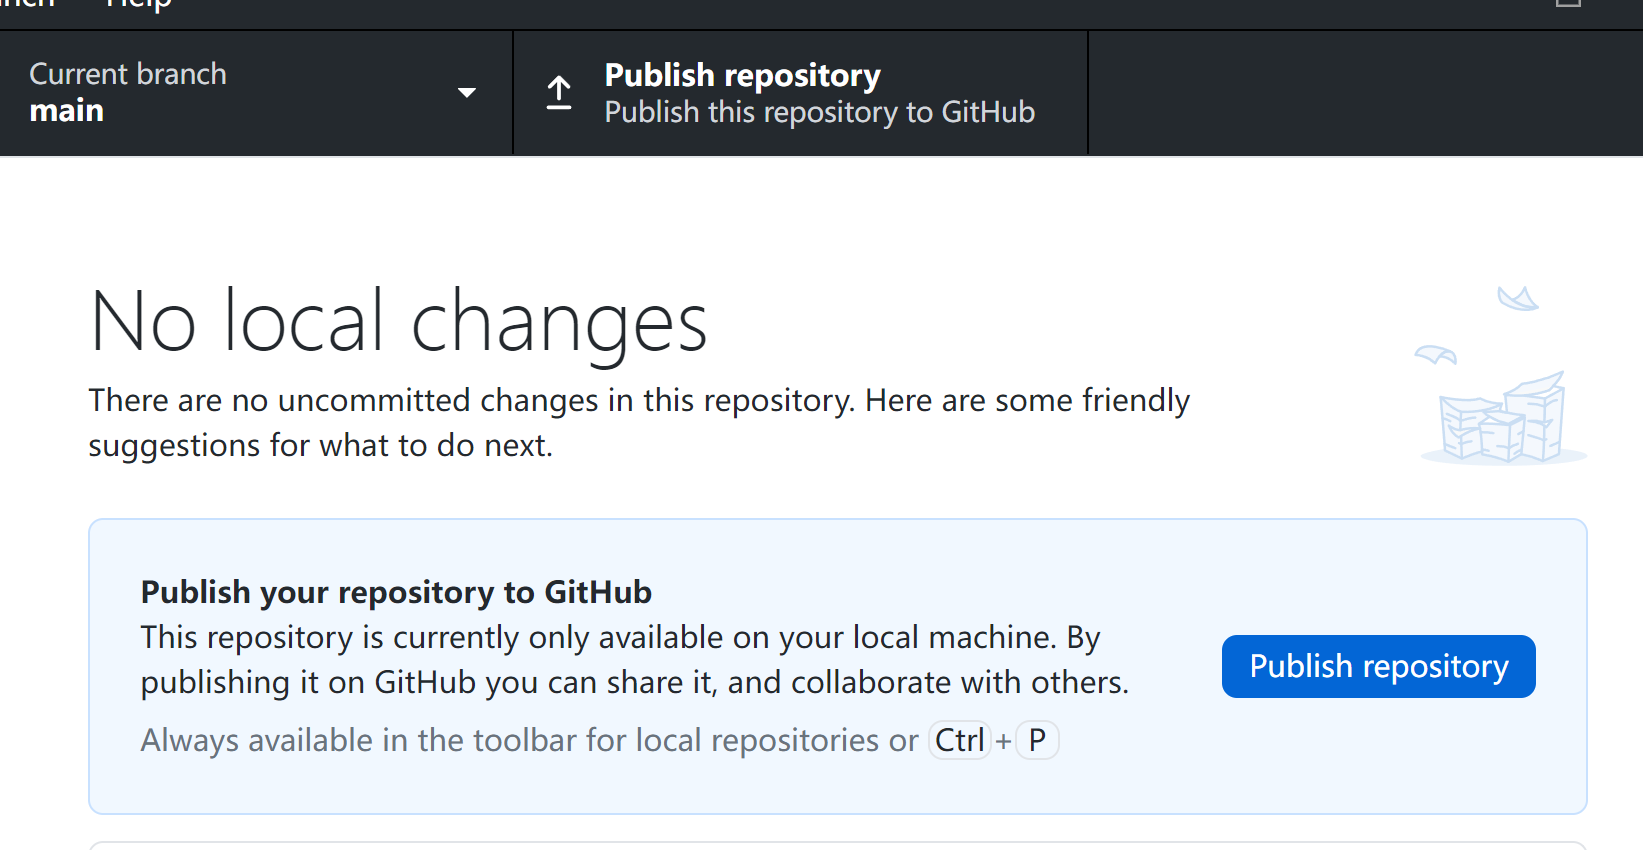 Help
Current branch
main
Publish repository
Publish this repository to GitHub
No local changes
There are no uncommitted changes in this repository. Here are some friendly
suggestions for what to do next.
Publish your repository to GitHub
This repository is currently only available on your local machine. By
publishing it on GitHub you can share it, and collaborate with others.
Publish repository
Always available in the toolbar for local repositories or Ctrl+P